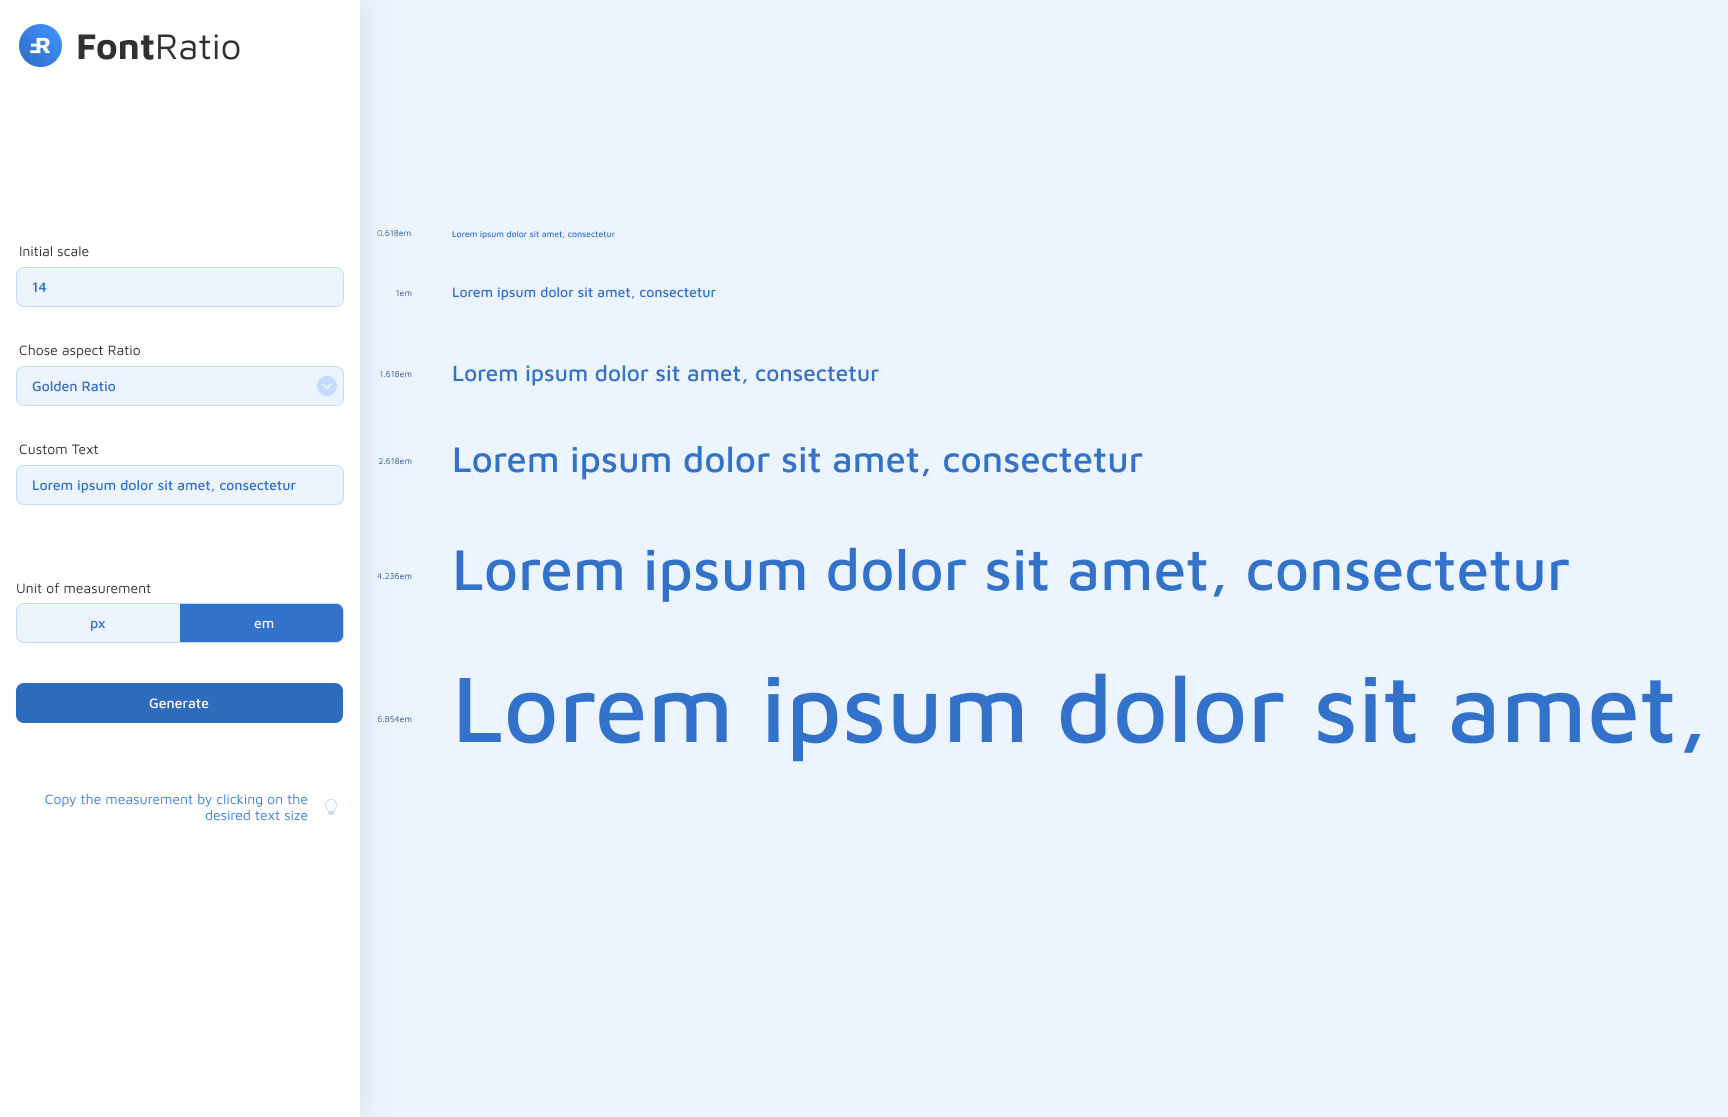 FontRatio
Initial scale
14
Chose aspect Ratio
Golden Ratio
Custom Text
Lorem ipsum dolor sit amet, consectetur
Unit of measurement
px em
Generate
Copy the measurement by clicking on the
desired text size
0.618em Lorem ipsum dolor sit amet, consectetur
1em Lorem ipsum dolor sit amet, consectetur
1.618em Lorem ipsum dolor sit amet, consectetur
2.618em Lorem ipsum dolor sit amet, consectetur
4.236em Lorem ipsum dolor sit amet, consectetur
6.854em Lorem ipsum dolor sit amet,